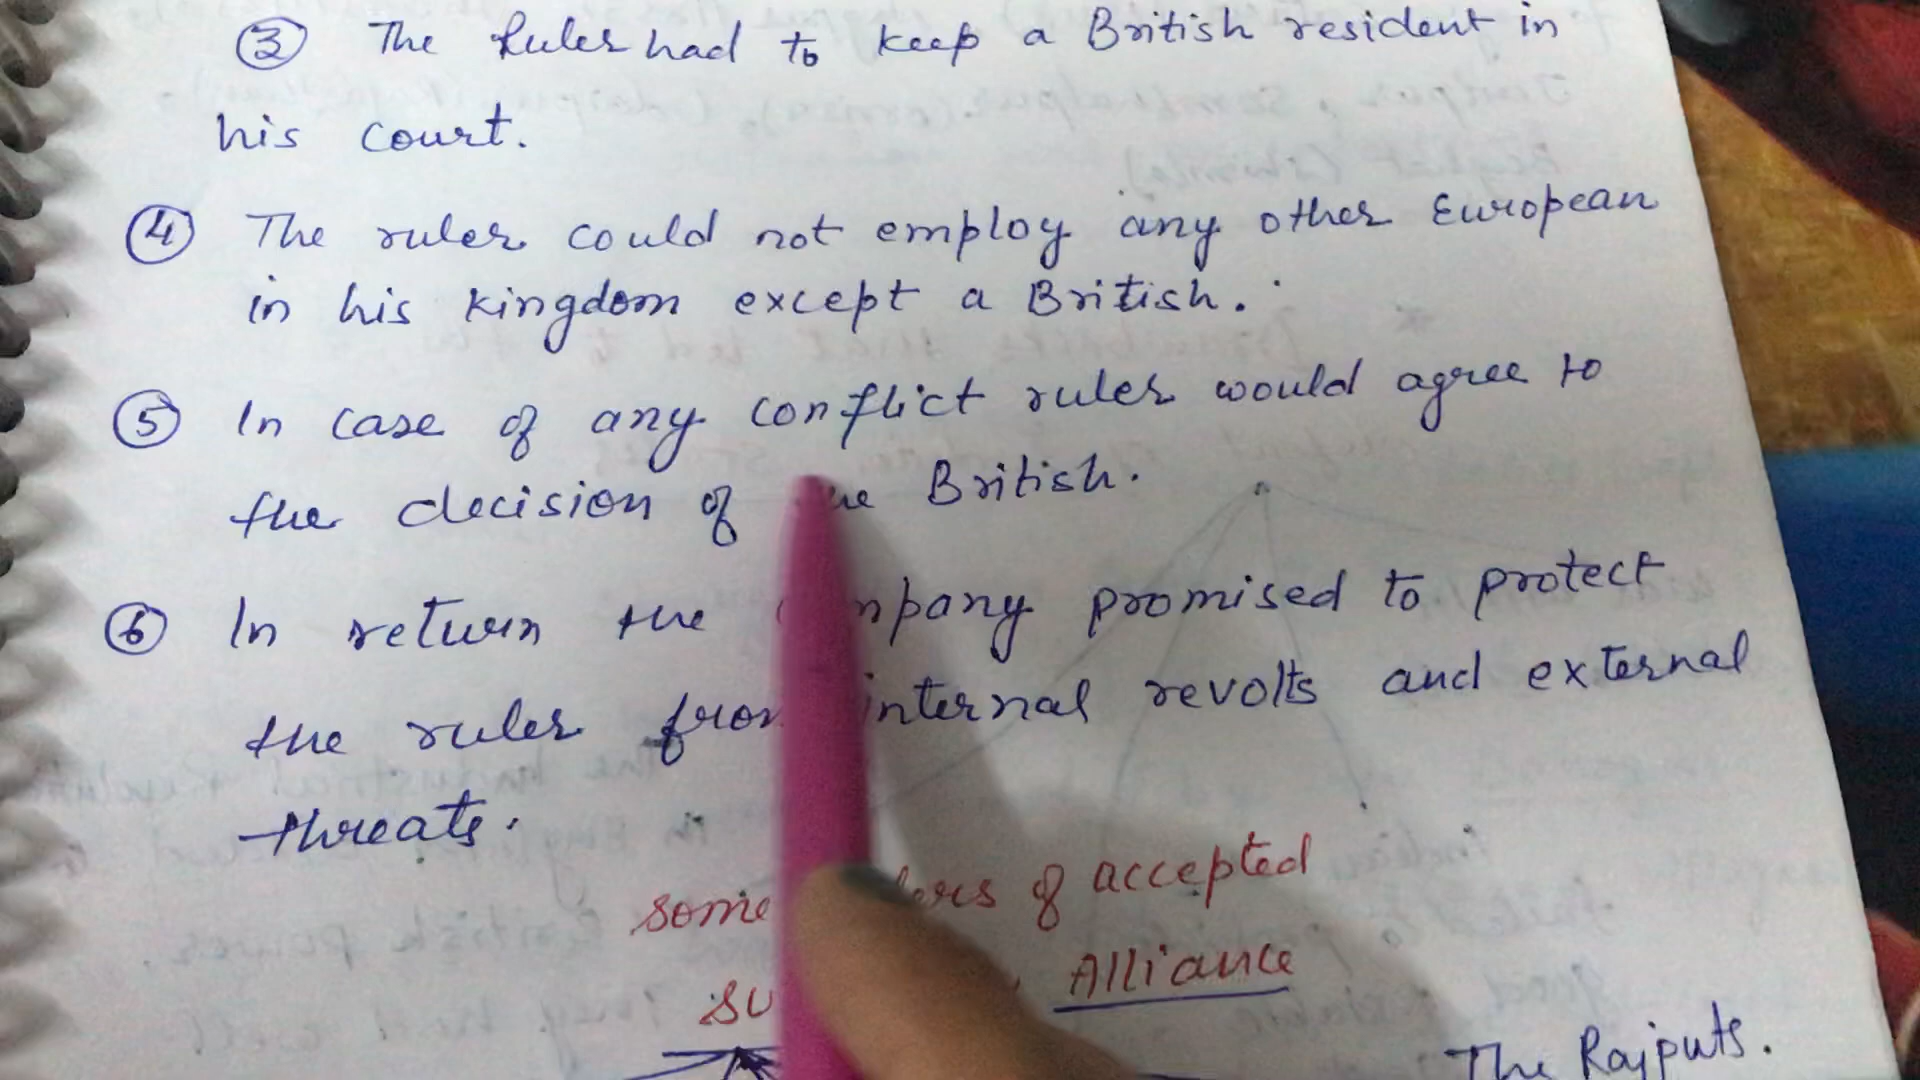 ③ The Ruler had to keep a British resident in
his court.
④ The ruler could not employ any other European
in his kingdom except a British.
⑤ In case of any conflict ruler would agree to
the decision of the British.
⑥ In return the company promised to protect
the ruler from internal revolts and external
threats.
some of accepted
Alliance
The Rajputs.